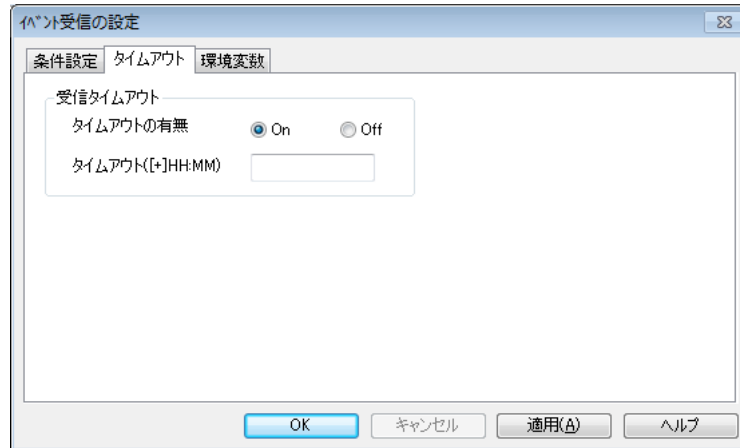 ｲﾍﾞﾝﾄ受信の設定
条件設定 タイムアウト 環境変数
受信タイムアウト
タイムアウトの有無 On Off
タイムアウト([+]HH:MM)
OK キャンセル 適用(A) ヘルプ